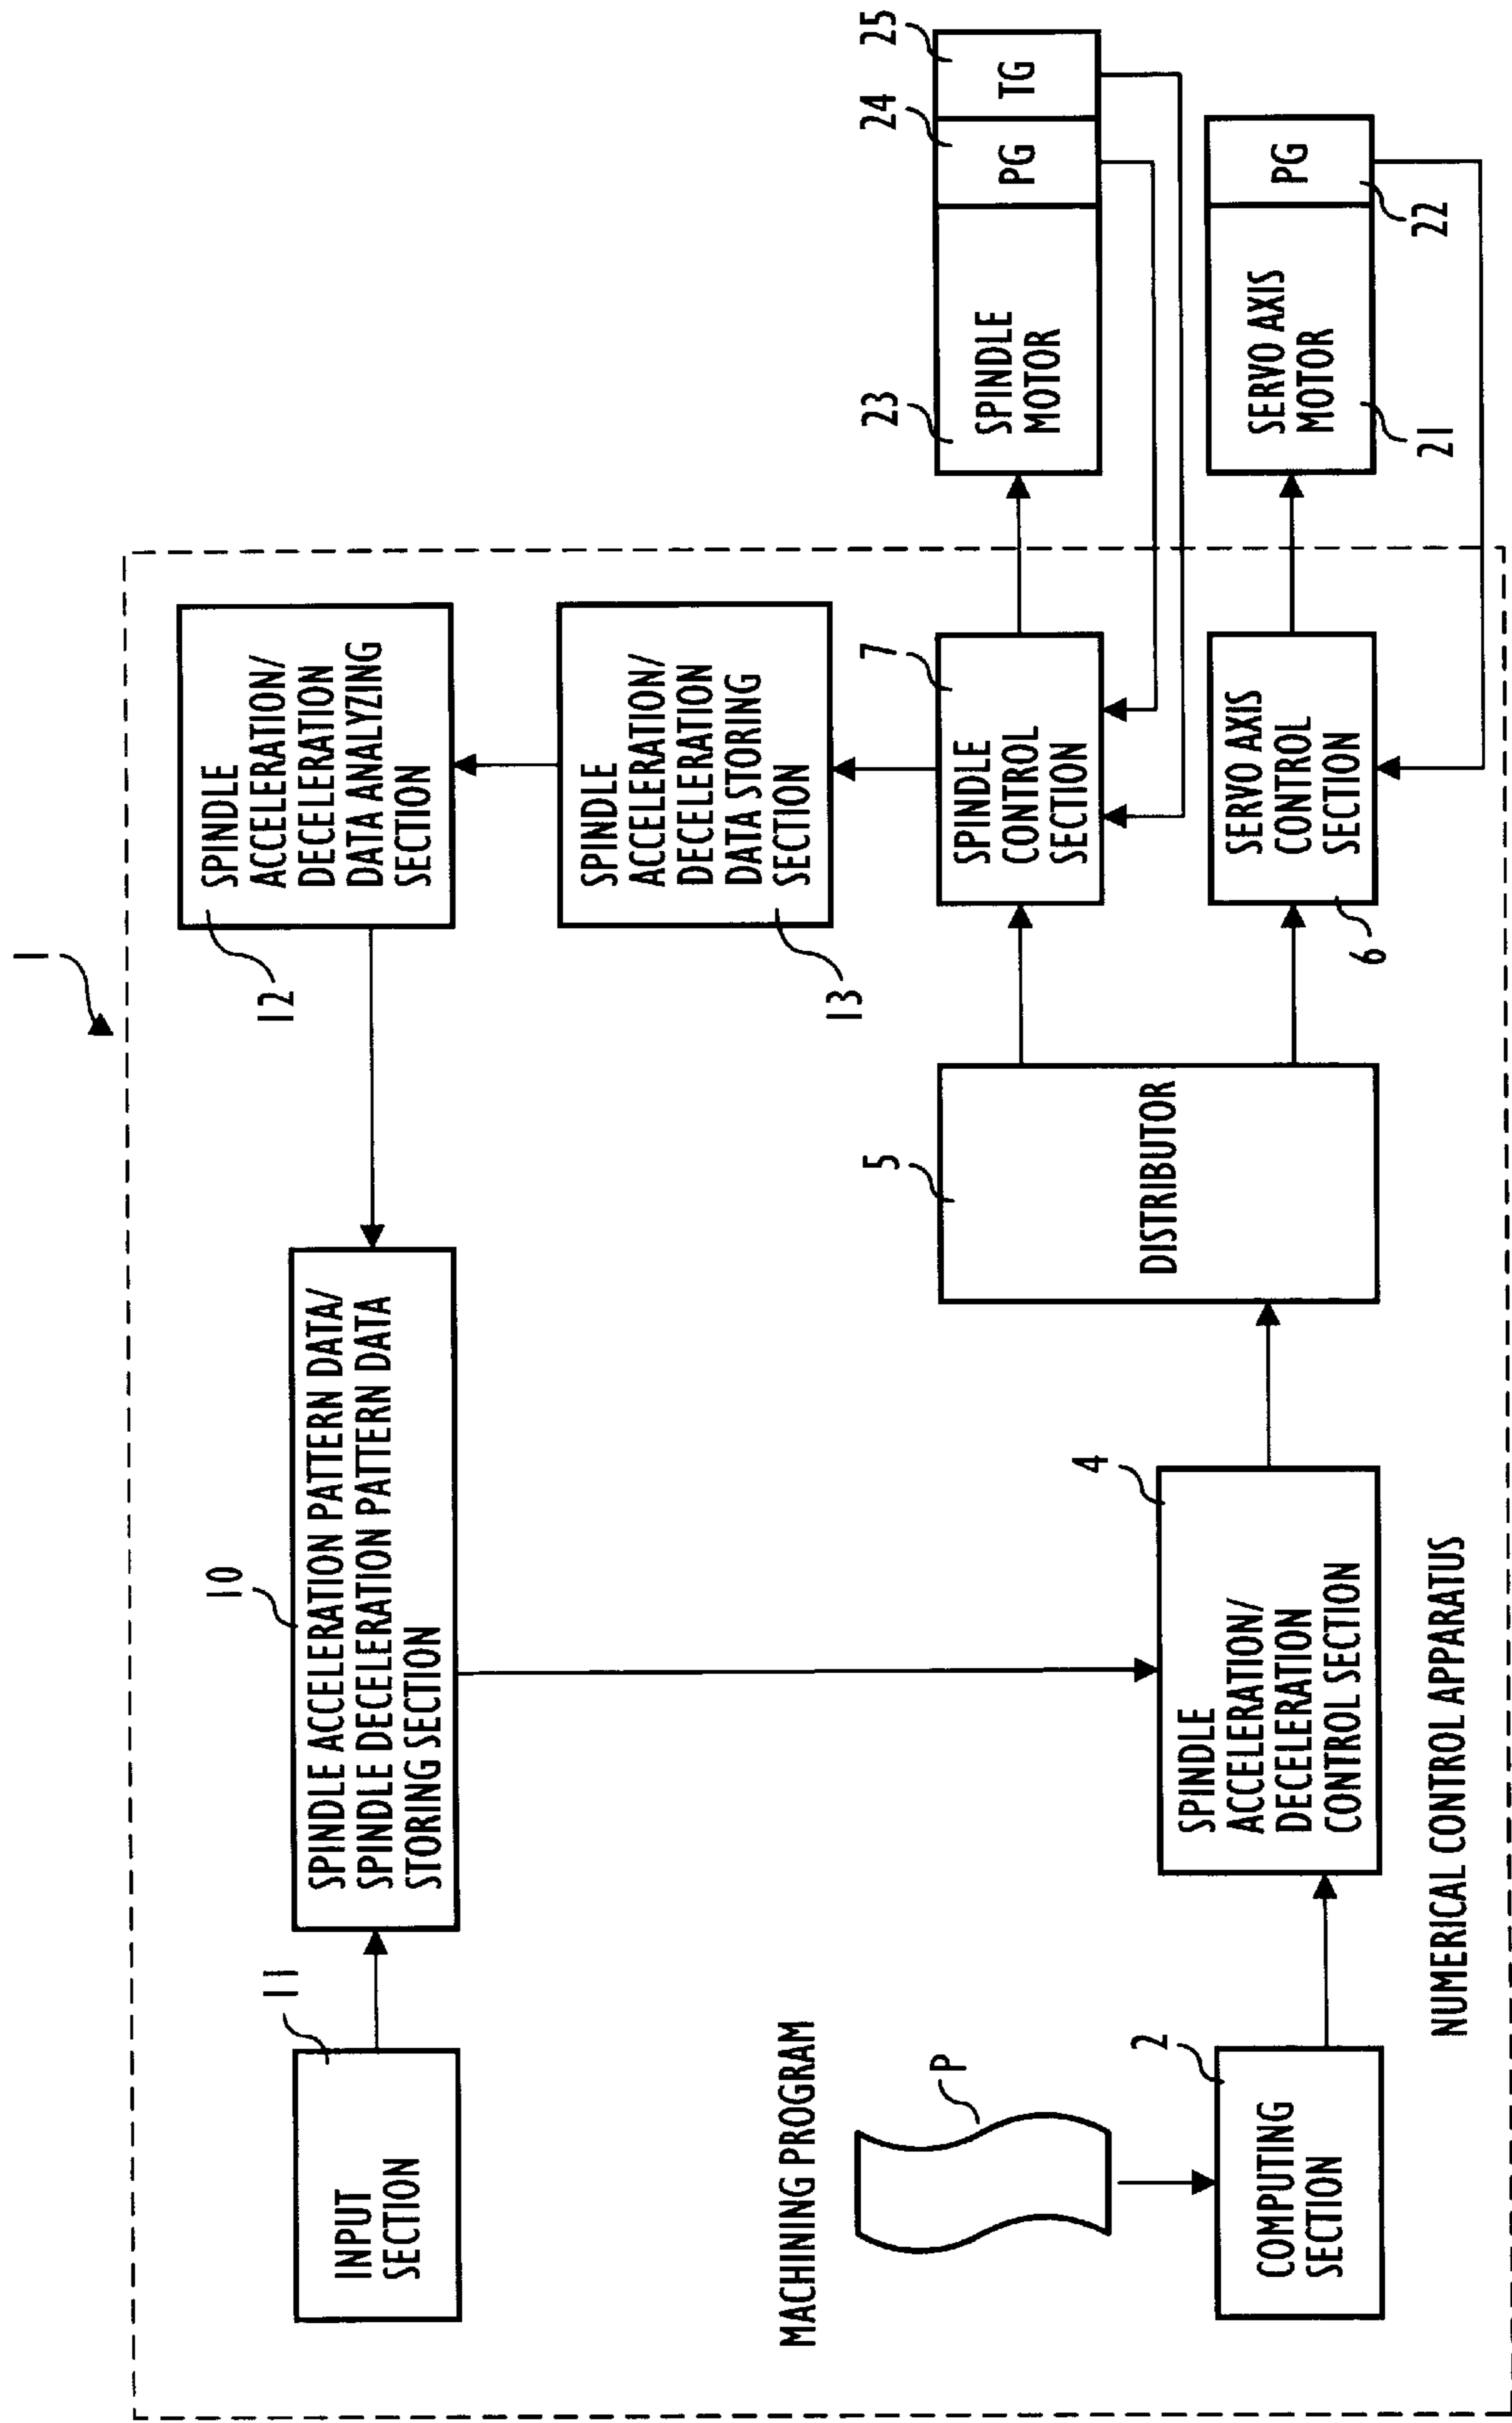 1
11
INPUT
SECTION
10
SPINDLE ACCELERATION PATTERN DATA/
SPINDLE DECELERATION PATTERN DATA
STORING SECTION
12
SPINDLE
ACCELERATION/
DECELERATION
DATA ANALYZING
SECTION
13
SPINDLE
ACCELERATION/
DECELERATION
DATA STORING
SECTION
MACHINING PROGRAM
P
2
COMPUTING
SECTION
4
SPINDLE
ACCELERATION/
DECELERATION
CONTROL SECTION
5
DISTRIBUTOR
7
SPINDLE
CONTROL
SECTION
6
SERVO AXIS
CONTROL
SECTION
23
SPINDLE
MOTOR
24
PG
25
TG
21
SERVO AXIS
MOTOR
22
PG
NUMERICAL CONTROL APPARATUS